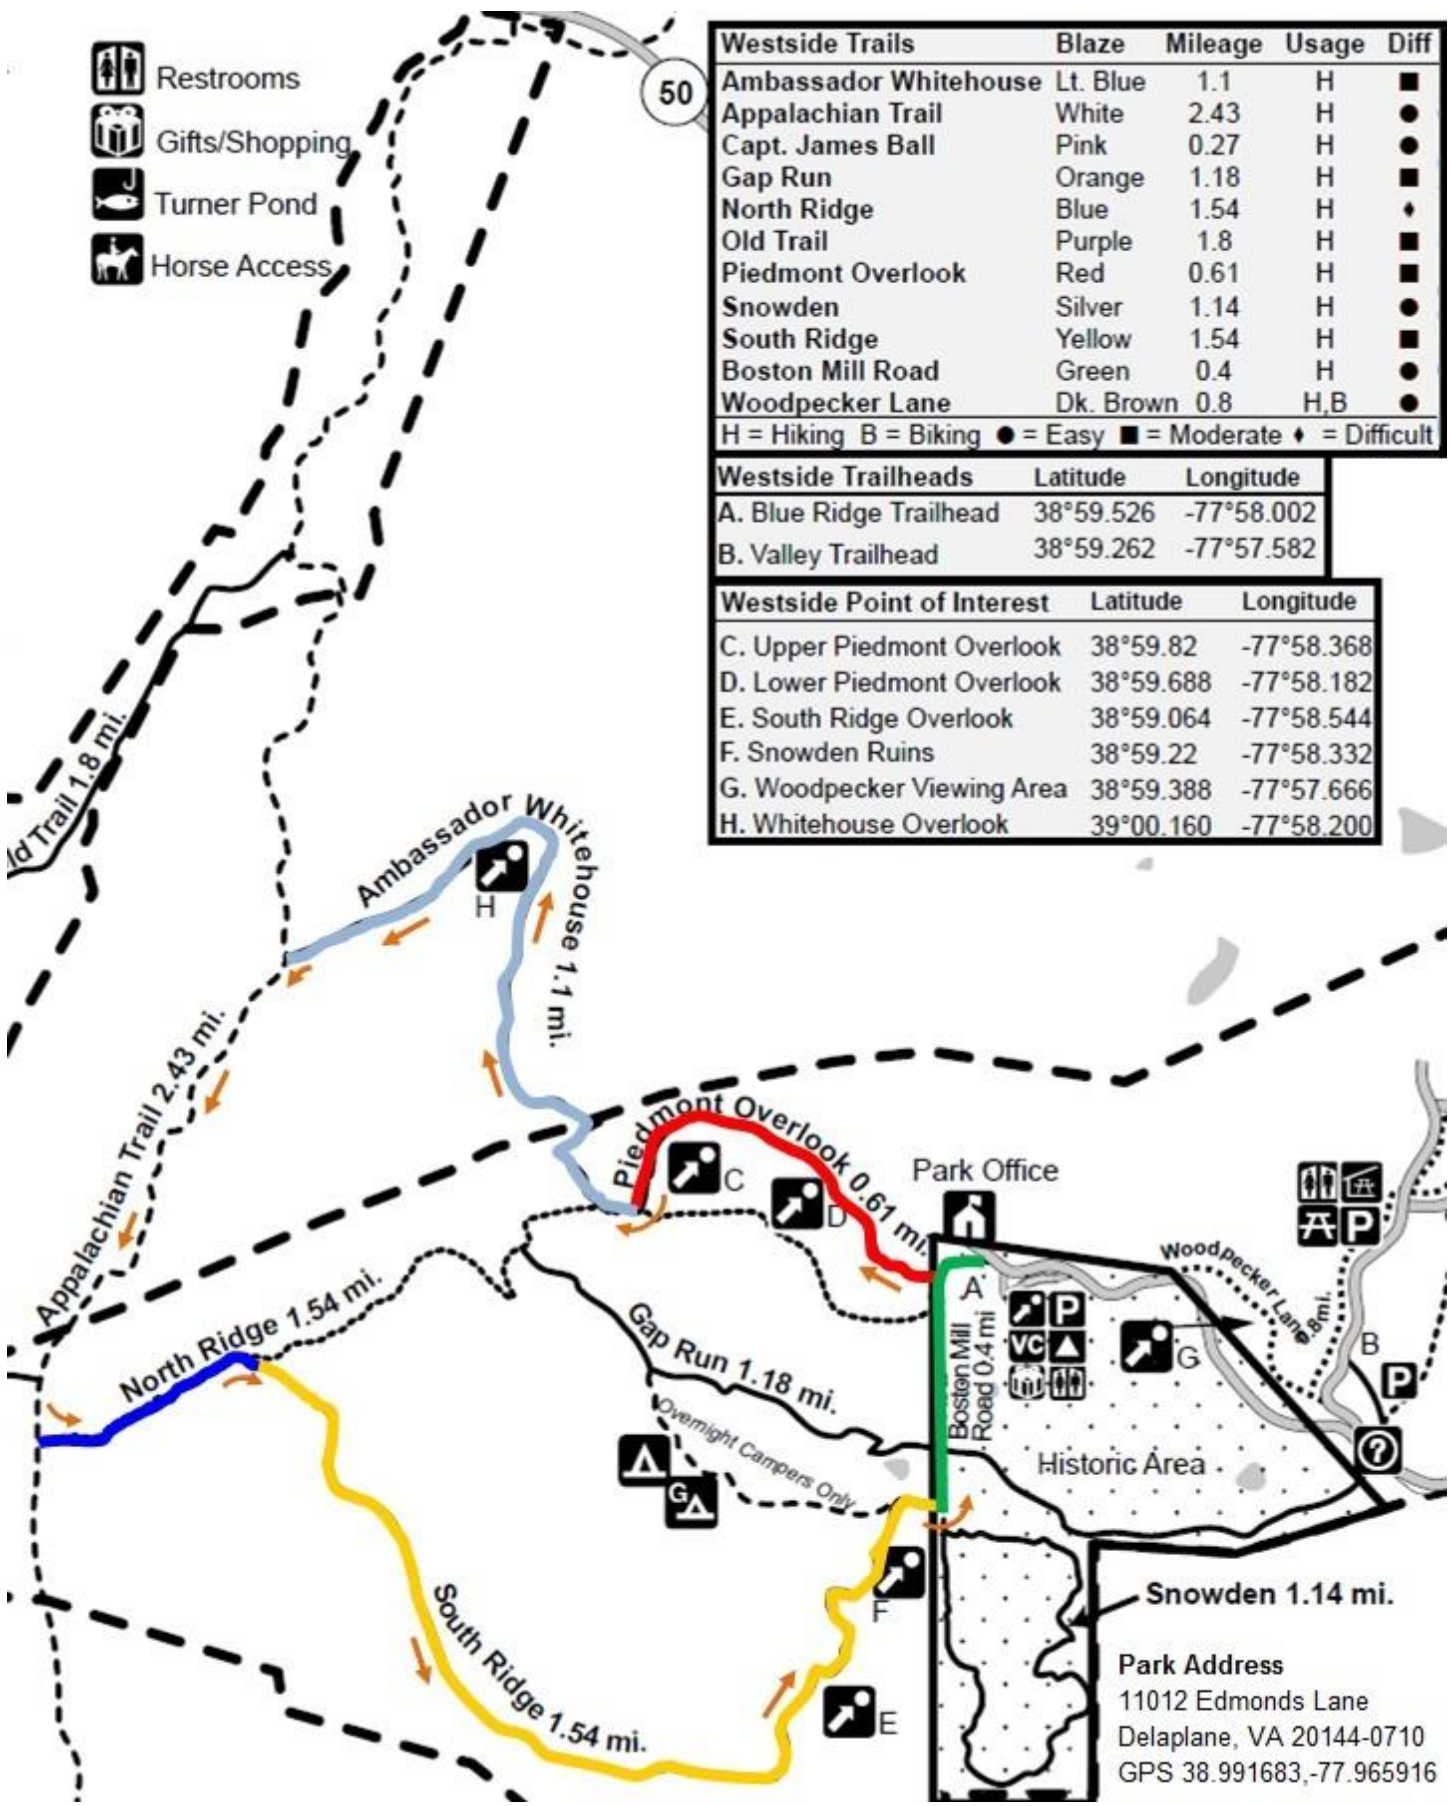 Restrooms
Gifts/Shopping
Turner Pond
Horse Access
50
Westside Trails Blaze Mileage Usage Diff
Ambassador Whitehouse Lt. Blue 1.1 H ■
Appalachian Trail White 2.43 H ●
Capt. James Ball Pink 0.27 H ●
Gap Run Orange 1.18 H ■
North Ridge Blue 1.54 H ♦
Old Trail Purple 1.8 H ■
Piedmont Overlook Red 0.61 H ■
Snowden Silver 1.14 H ●
South Ridge Yellow 1.54 H ■
Boston Mill Road Green 0.4 H ●
Woodpecker Lane Dk. Brown 0.8 H,B ●
H = Hiking B = Biking ● = Easy ■ = Moderate ♦ = Difficult
Westside Trailheads Latitude Longitude
A. Blue Ridge Trailhead 38°59.526 -77°58.002
B. Valley Trailhead 38°59.262 -77°57.582
Westside Point of Interest Latitude Longitude
C. Upper Piedmont Overlook 38°59.82 -77°58.368
D. Lower Piedmont Overlook 38°59.688 -77°58.182
E. South Ridge Overlook 38°59.064 -77°58.544
F. Snowden Ruins 38°59.22 -77°58.332
G. Woodpecker Viewing Area 38°59.388 -77°57.666
H. Whitehouse Overlook 39°00.160 -77°58.200
ld Trail 1.8 mi.
Ambassador Whitehouse 1.1 mi.
H
Appalachian Trail 2.43 mi.
Piedmont Overlook 0.61 mi.
C
D
Park Office
A
P
Woodpecker Lane 0.8mi.
B
P
P
VC
G
?
Boston Mill
Road 0.4 mi
Historic Area
North Ridge 1.54 mi.
Gap Run 1.18 mi.
Overnight Campers Only
G
F
E
South Ridge 1.54 mi.
Snowden 1.14 mi.
Park Address
11012 Edmonds Lane
Delaplane, VA 20144-0710
GPS 38.991683,-77.965916